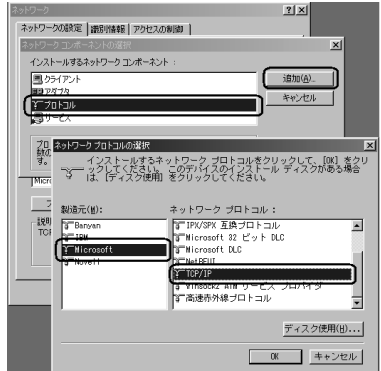 ネットワーク
ネットワークの設定 識別情報 アクセスの制御
ネットワーク コンポーネントの選択
インストールするネットワーク コンポーネント：
クライアント
アダプタ
プロトコル
サービス
追加(A)...
キャンセル
ネットワーク プロトコルの選択
インストールするネットワーク プロトコルをクリックして、[OK] をクリ
ックしてください。このデバイスのインストール ディスクがある場合
は、[ディスク使用] をクリックしてください。
製造元(M)：
ネットワーク プロトコル：
Banyan
IBM
Microsoft
Novell
IPX/SPX 互換プロトコル
Microsoft 32 ビット DLC
Microsoft DLC
NetBEUI
TCP/IP
Winsock2 ATM サービス プロバイダ
高速赤外線プロトコル
ディスク使用(H)...
OK
キャンセル